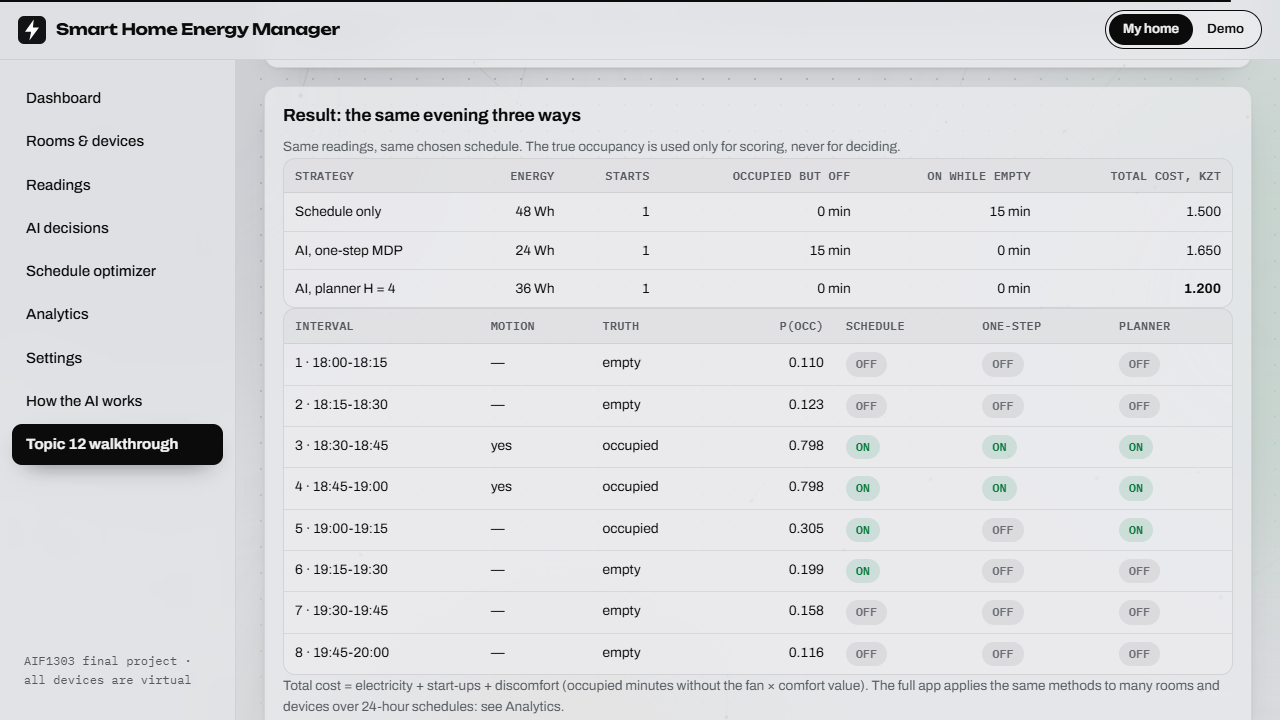 Smart Home Energy Manager
My home Demo
Dashboard
Rooms & devices
Readings
AI decisions
Schedule optimizer
Analytics
Settings
How the AI works
Topic 12 walkthrough
AIF1303 final project ·
all devices are virtual
Result: the same evening three ways
Same readings, same chosen schedule. The true occupancy is used only for scoring, never for deciding.
STRATEGY ENERGY STARTS OCCUPIED BUT OFF ON WHILE EMPTY TOTAL COST, KZT
Schedule only 48 Wh 1 0 min 15 min 1.500
AI, one-step MDP 24 Wh 1 15 min 0 min 1.650
AI, planner H = 4 36 Wh 1 0 min 0 min 1.200
INTERVAL MOTION TRUTH P(OCC) SCHEDULE ONE-STEP PLANNER
1 · 18:00-18:15 — empty 0.110 OFF OFF OFF
2 · 18:15-18:30 — empty 0.123 OFF OFF OFF
3 · 18:30-18:45 yes occupied 0.798 ON ON ON
4 · 18:45-19:00 yes occupied 0.798 ON ON ON
5 · 19:00-19:15 — occupied 0.305 ON OFF ON
6 · 19:15-19:30 — empty 0.199 ON OFF OFF
7 · 19:30-19:45 — empty 0.158 OFF OFF OFF
8 · 19:45-20:00 — empty 0.116 OFF OFF OFF
Total cost = electricity + start-ups + discomfort (occupied minutes without the fan × comfort value). The full app applies the same methods to many rooms and
devices over 24-hour schedules: see Analytics.